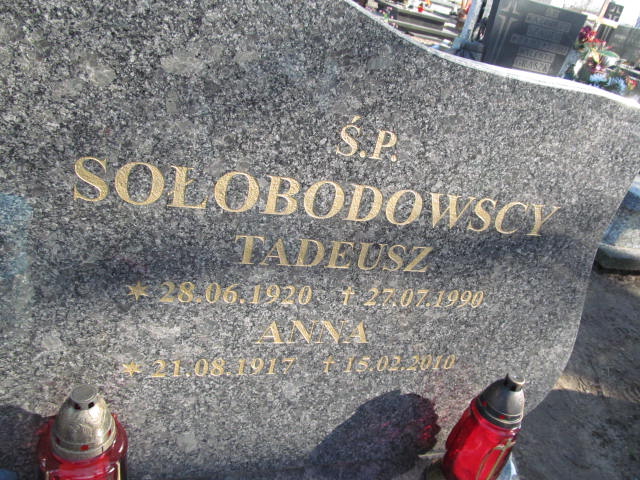 Ś.P.
SOŁOBODOWSCY
TADEUSZ
* 28.06.1920 † 27.07.1990
ANNA
* 21.08.1917 † 15.02.2010